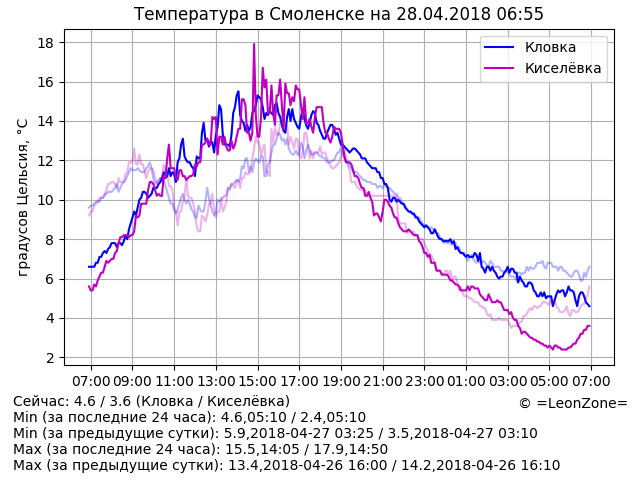 Температура в Смоленске на 28.04.2018 06:55
градусов Цельсия, °C
18
16
14
12
10
8
6
4
2
Кловка
Киселёвка
07:00 09:00 11:00 13:00 15:00 17:00 19:00 21:00 23:00 01:00 03:00 05:00 07:00
Сейчас: 4.6 / 3.6 (Кловка / Киселёвка)
© =LeonZone=
Min (за последние 24 часа): 4.6,05:10 / 2.4,05:10
Min (за предыдущие сутки): 5.9,2018-04-27 03:25 / 3.5,2018-04-27 03:10
Max (за последние 24 часа): 15.5,14:05 / 17.9,14:50
Max (за предыдущие сутки): 13.4,2018-04-26 16:00 / 14.2,2018-04-26 16:10